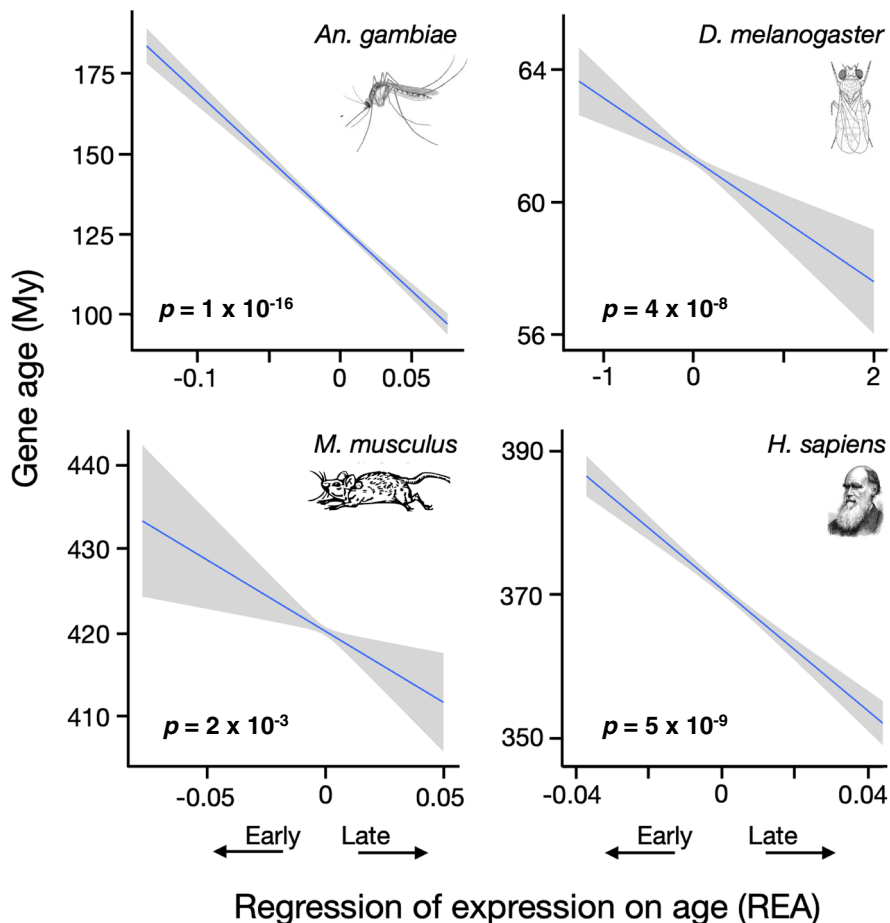 An. gambiae
175
150
125
100
p = 1 x 10-16
-0.1
0
0.05
D. melanogaster
64
60
56
p = 4 x 10-8
-1
0
2
Gene age (My)
M. musculus
440
430
420
410
p = 2 x 10-3
-0.05
0
0.05
Early
Late
H. sapiens
390
370
350
p = 5 x 10-9
-0.04
0
0.04
Early
Late
Regression of expression on age (REA)